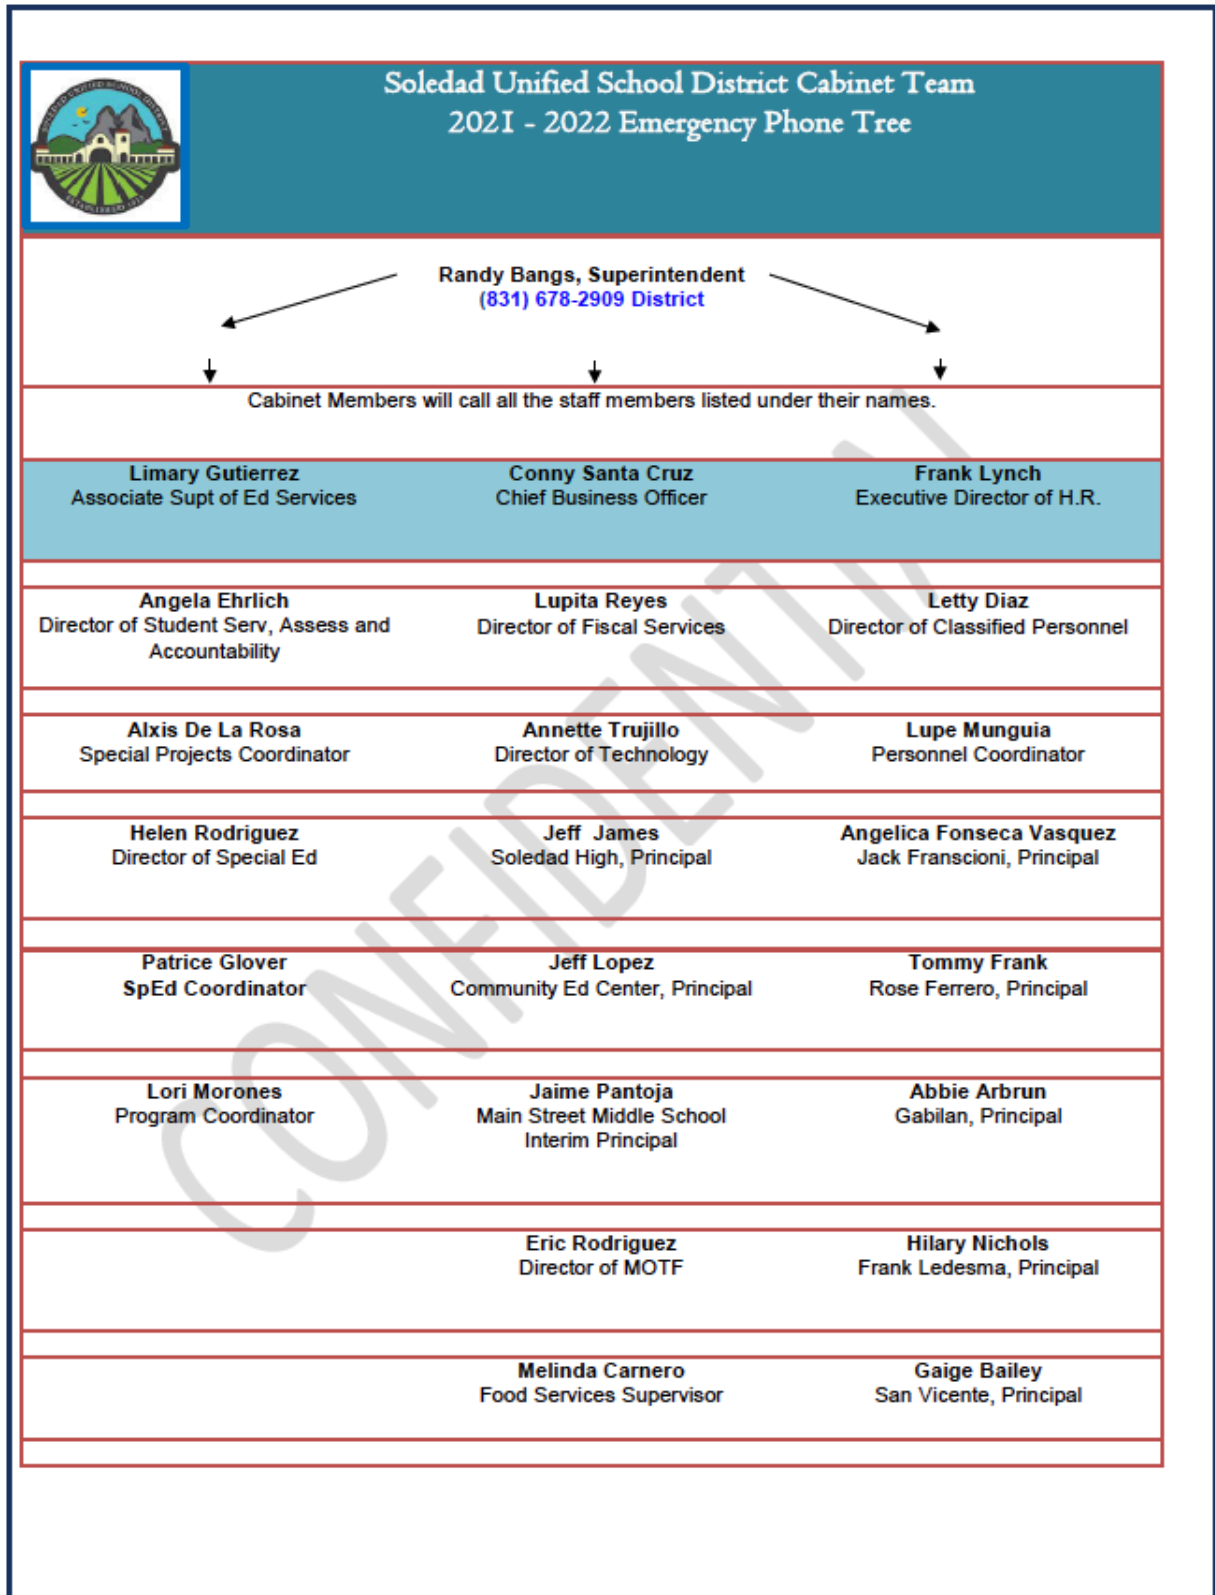 Soledad Unified School District Cabinet Team
2021 - 2022 Emergency Phone Tree
SOLEDAD UNIFIED SCHOOL DISTRICT
Randy Bangs, Superintendent
(831) 678-2909 District
Cabinet Members will call all the staff members listed under their names.
Limary Gutierrez
Associate Supt of Ed Services
Conny Santa Cruz
Chief Business Officer
Frank Lynch
Executive Director of H.R.
Angela Ehrlich
Director of Student Serv, Assess and
Accountability
Lupita Reyes
Director of Fiscal Services
Letty Diaz
Director of Classified Personnel
Alxis De La Rosa
Special Projects Coordinator
Annette Trujillo
Director of Technology
Lupe Munguia
Personnel Coordinator
Helen Rodriguez
Director of Special Ed
Jeff  James
Soledad High, Principal
Angelica Fonseca Vasquez
Jack Franscioni, Principal
Patrice Glover
SpEd Coordinator
Jeff Lopez
Community Ed Center, Principal
Tommy Frank
Rose Ferrero, Principal
Lori Morones
Program Coordinator
Jaime Pantoja
Main Street Middle School
Interim Principal
Abbie Arbrun
Gabilan, Principal
Eric Rodriguez
Director of MOTF
Hilary Nichols
Frank Ledesma, Principal
Melinda Carnero
Food Services Supervisor
Gaige Bailey
San Vicente, Principal
CONFIDENTIAL